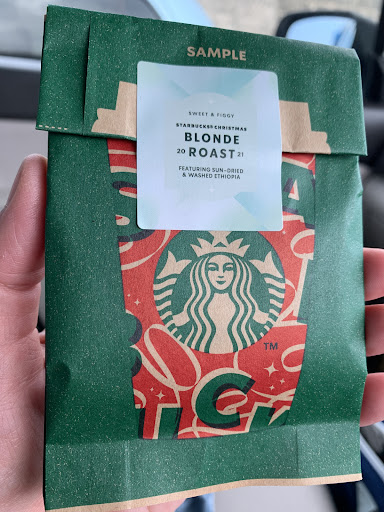 SAMPLE
SWEET & FIGGY
STARBUCKS® CHRISTMAS
BLONDE
20 ROAST 21
FEATURING SUN-DRIED
& WASHED ETHIOPIA
TM